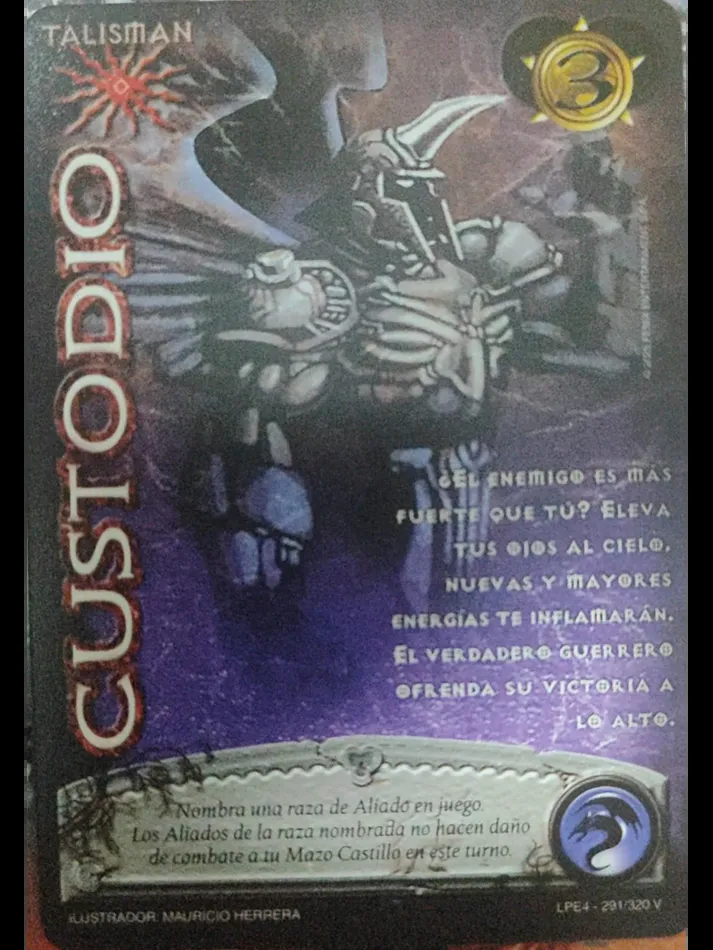 TALISMAN
3
CUSTODIO
¿EL ENEMIGO ES MÁS
FUERTE QUE TÚ? ELEVA
TUS OJOS AL CIELO,
NUEVAS Y MAYORES
ENERGÍAS TE INFLAMARÁN.
EL VERDADERO GUERRERO
OFRENDA SU VICTORIA A
LO ALTO.
Nombra una raza de Aliado en juego.
Los Aliados de la raza nombrada no hacen daño
de combate a tu Mazo Castillo en este turno.
ILUSTRADOR: MAURICIO HERRERA
LPE4 - 291/320 V